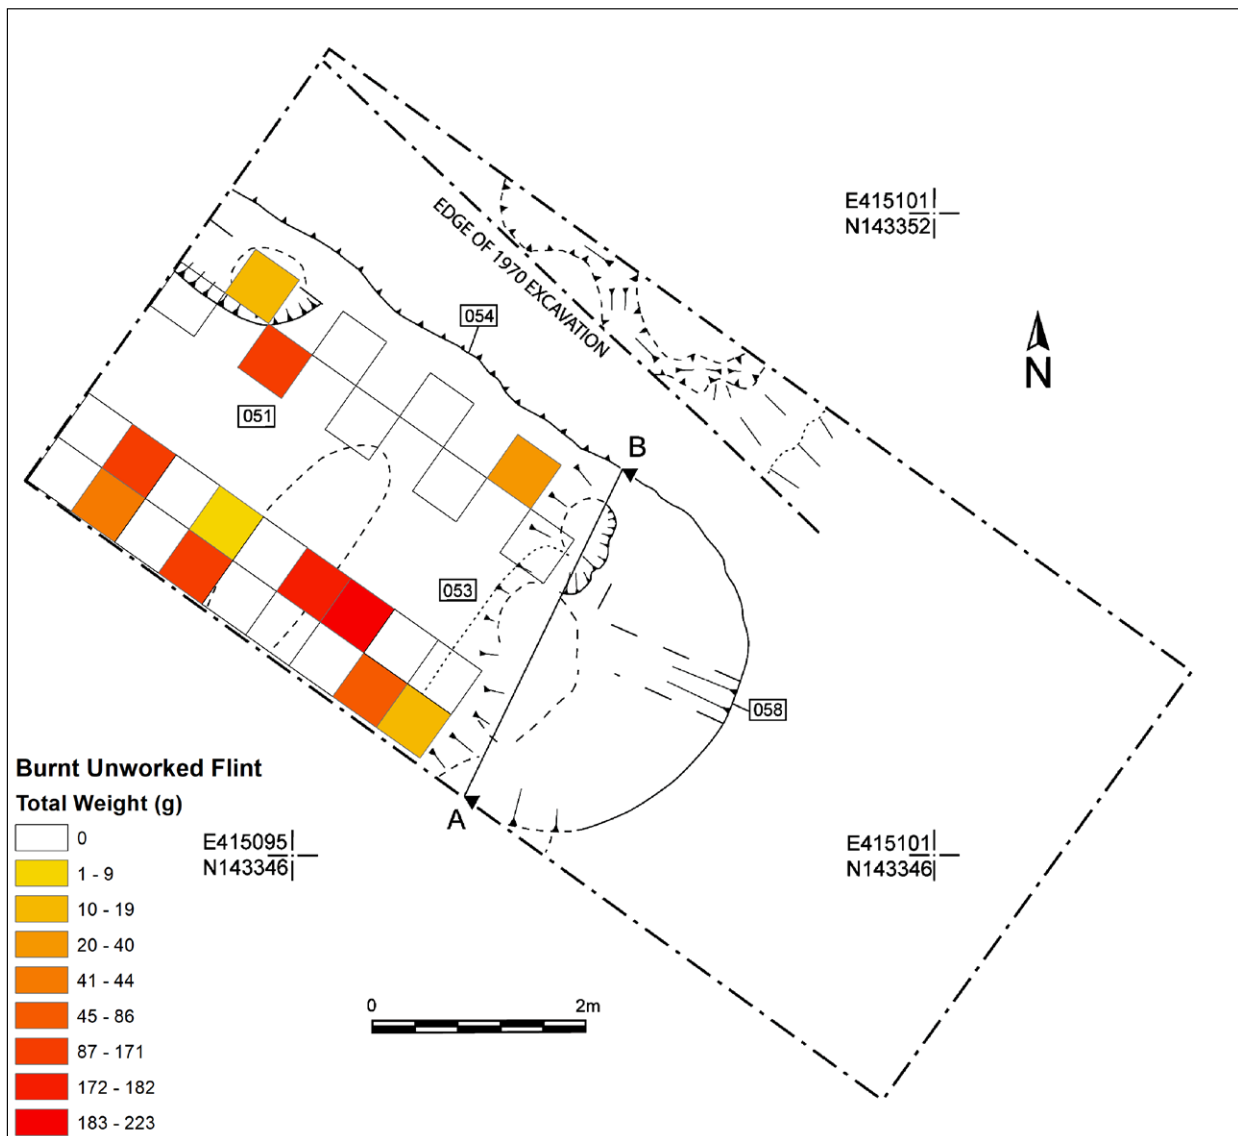 E415101
N143352
EDGE OF 1970 EXCAVATION
054
N
051
B
053
058
A
Burnt Unworked Flint
Total Weight (g)
0
1 - 9
10 - 19
20 - 40
41 - 44
45 - 86
87 - 171
172 - 182
183 - 223
E415095
N143346
E415101
N143346
0 2m